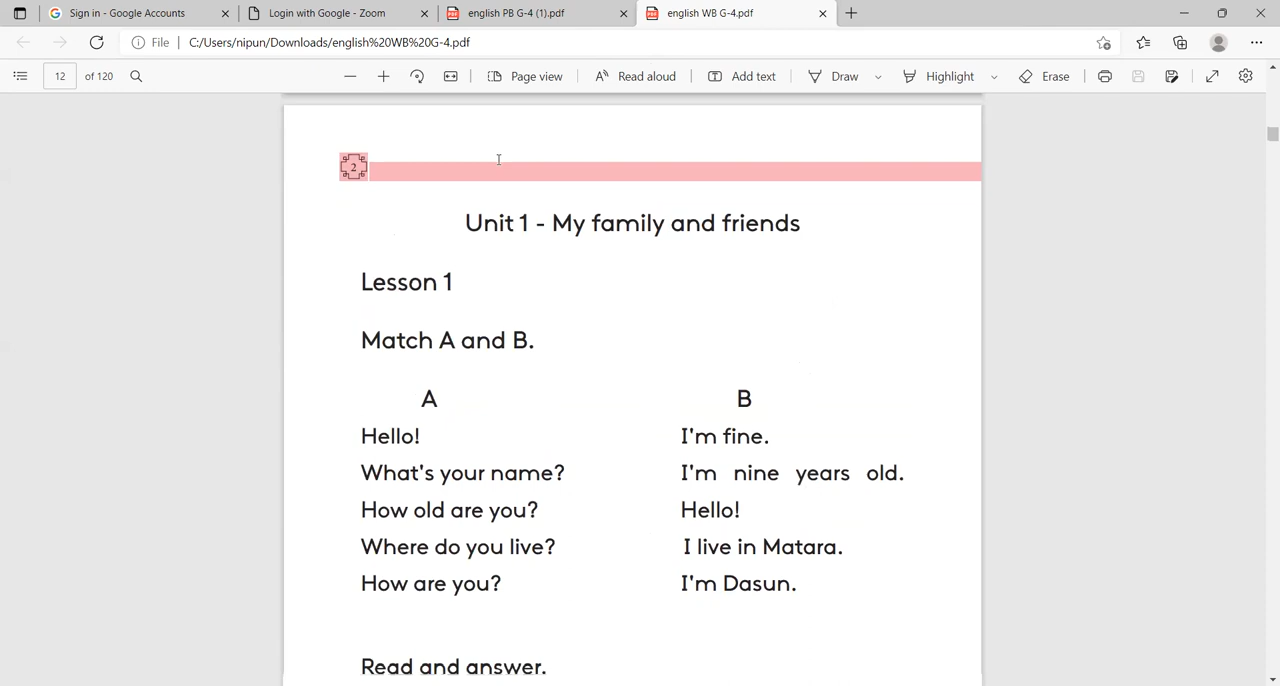 Sign in - Google Accounts
Login with Google - Zoom
english PB G-4 (1).pdf
english WB G-4.pdf
File
C:/Users/nipun/Downloads/english%20WB%20G-4.pdf
12 of 120
Page view
Read aloud
Add text
Draw
Highlight
Erase
2
Unit 1 - My family and friends
Lesson 1
Match A and B.
A B
Hello! I'm fine.
What's your name? I'm nine years old.
How old are you? Hello!
Where do you live? I live in Matara.
How are you? I'm Dasun.
Read and answer.